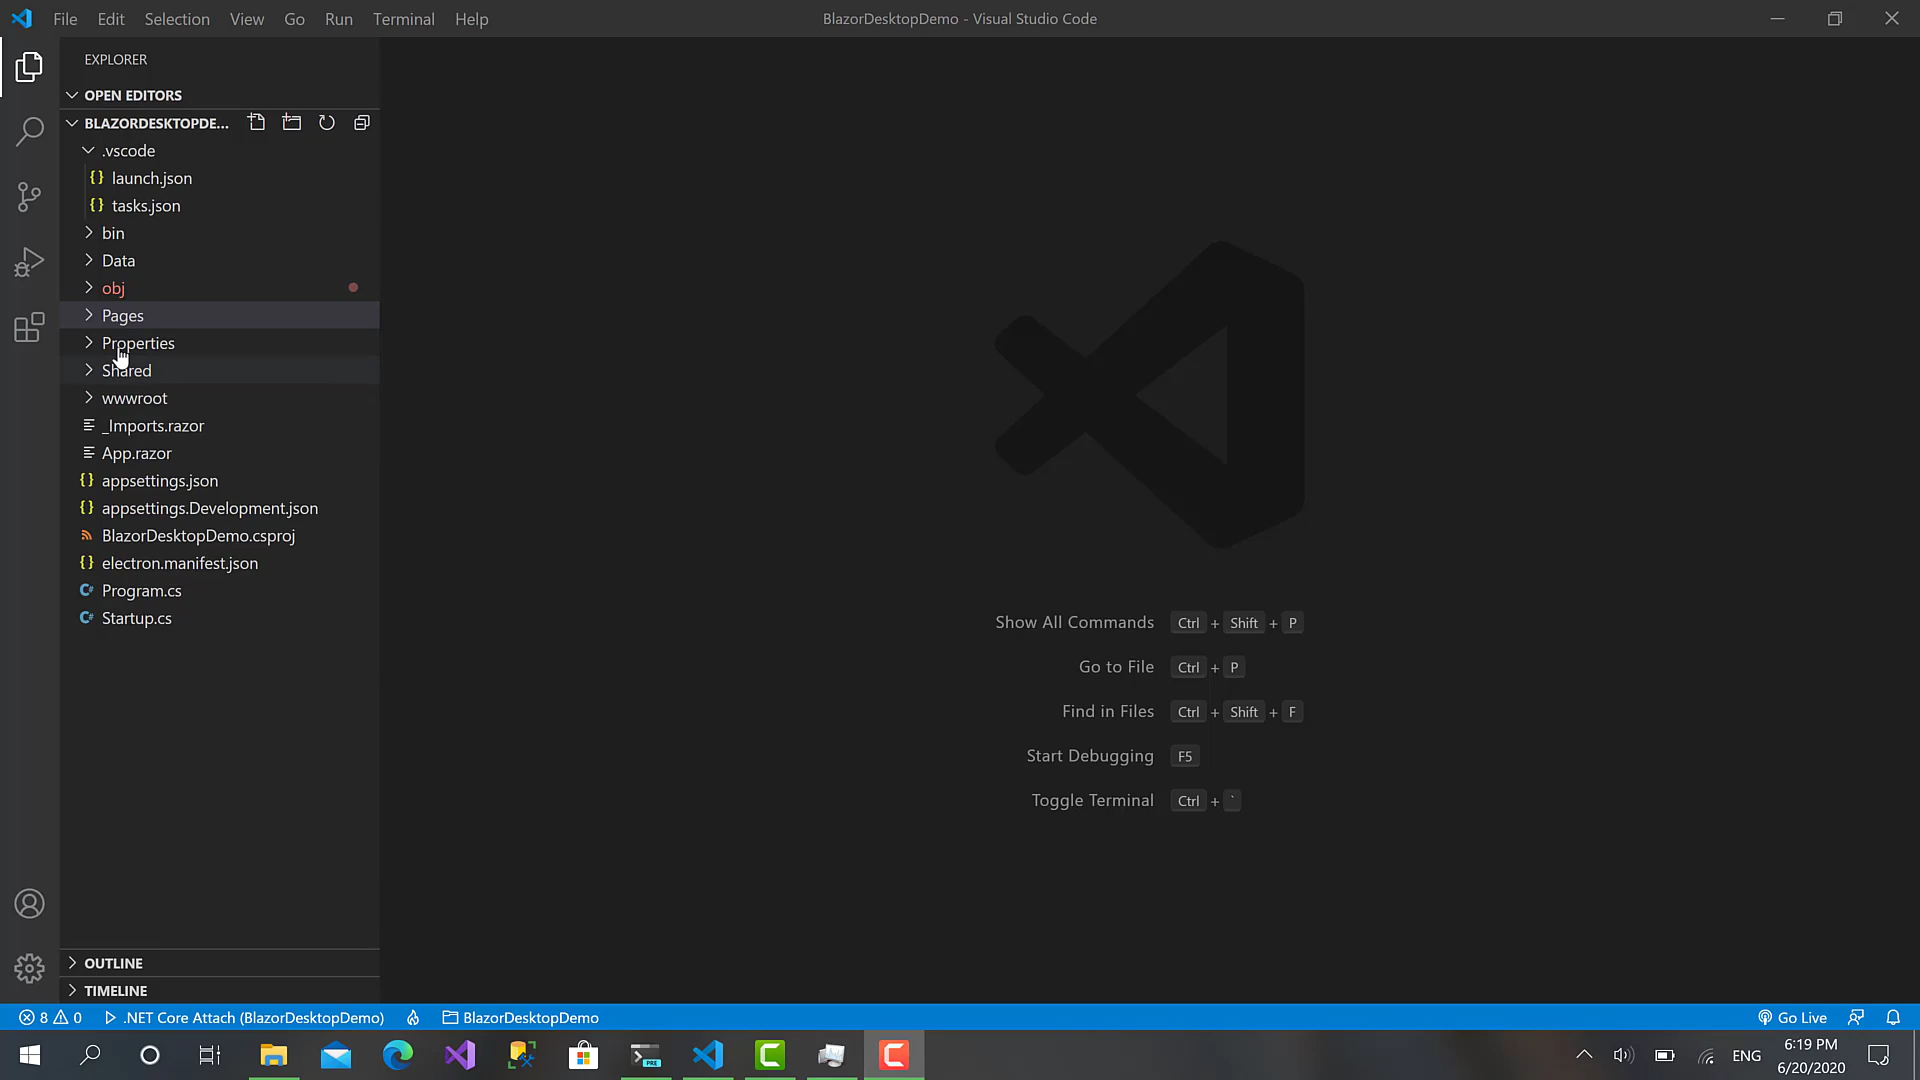 File Edit Selection View Go Run Terminal Help
BlazorDesktopDemo - Visual Studio Code
EXPLORER
OPEN EDITORS
BLAZORDESKTOPDE...
.vscode
{} launch.json
{} tasks.json
bin
Data
obj
Pages
Properties
Shared
wwwroot
_Imports.razor
App.razor
{} appsettings.json
{} appsettings.Development.json
BlazorDesktopDemo.csproj
{} electron.manifest.json
C# Program.cs
C# Startup.cs
Show All Commands Ctrl + Shift + P
Go to File Ctrl + P
Find in Files Ctrl + Shift + F
Start Debugging F5
Toggle Terminal Ctrl + `
OUTLINE
TIMELINE
8 0 .NET Core Attach (BlazorDesktopDemo) BlazorDesktopDemo Go Live
PRE
ENG
6:19 PM
6/20/2020